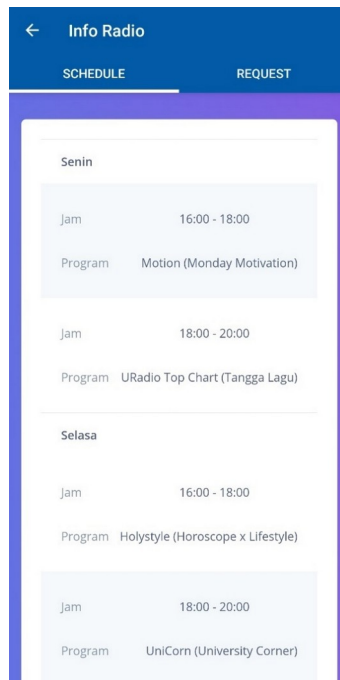 Info Radio
SCHEDULE REQUEST
Senin
Jam 16:00 - 18:00
Program Motion (Monday Motivation)
Jam 18:00 - 20:00
Program URadio Top Chart (Tangga Lagu)
Selasa
Jam 16:00 - 18:00
Program Holystyle (Horoscope x Lifestyle)
Jam 18:00 - 20:00
Program UniCorn (University Corner)